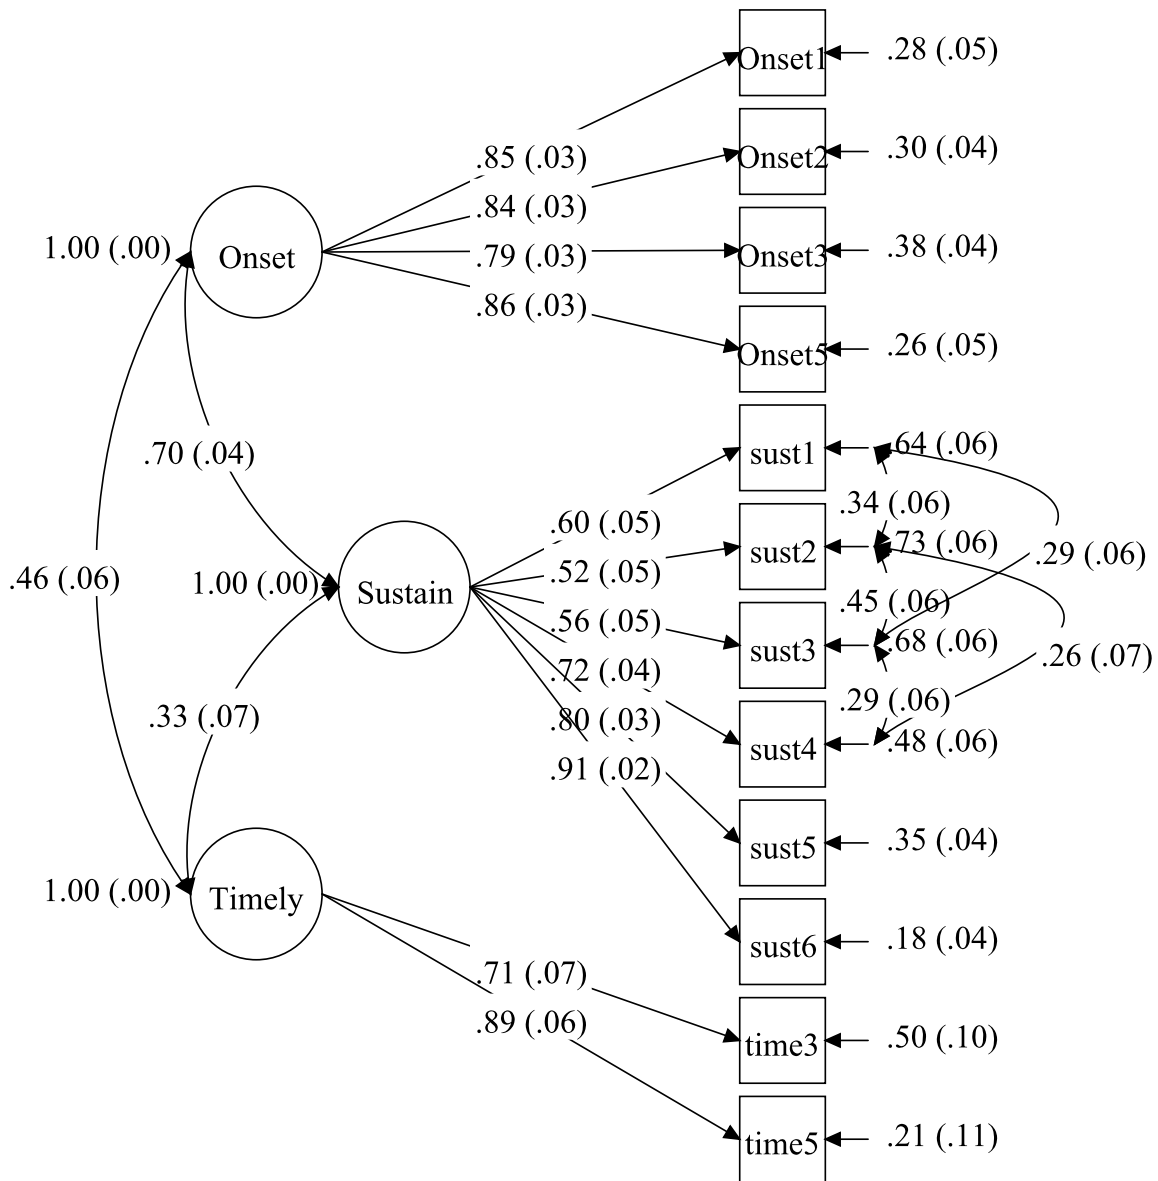 Onset1
.28 (.05)
Onset2
.30 (.04)
.85 (.03)
.84 (.03)
1.00 (.00)
Onset
.79 (.03)
Onset3
.38 (.04)
.86 (.03)
Onset5
.26 (.05)
.70 (.04)
sust1
.64 (.06)
.34 (.06)
.60 (.05)
sust2
.73 (.06)
.29 (.06)
.46 (.06)
1.00 (.00)
Sustain
.52 (.05)
.45 (.06)
.56 (.05)
sust3
.68 (.06)
.26 (.07)
.72 (.04)
.29 (.06)
.33 (.07)
.80 (.03)
sust4
.48 (.06)
.91 (.02)
sust5
.35 (.04)
1.00 (.00)
Timely
sust6
.18 (.04)
.71 (.07)
.89 (.06)
time3
.50 (.10)
time5
.21 (.11)